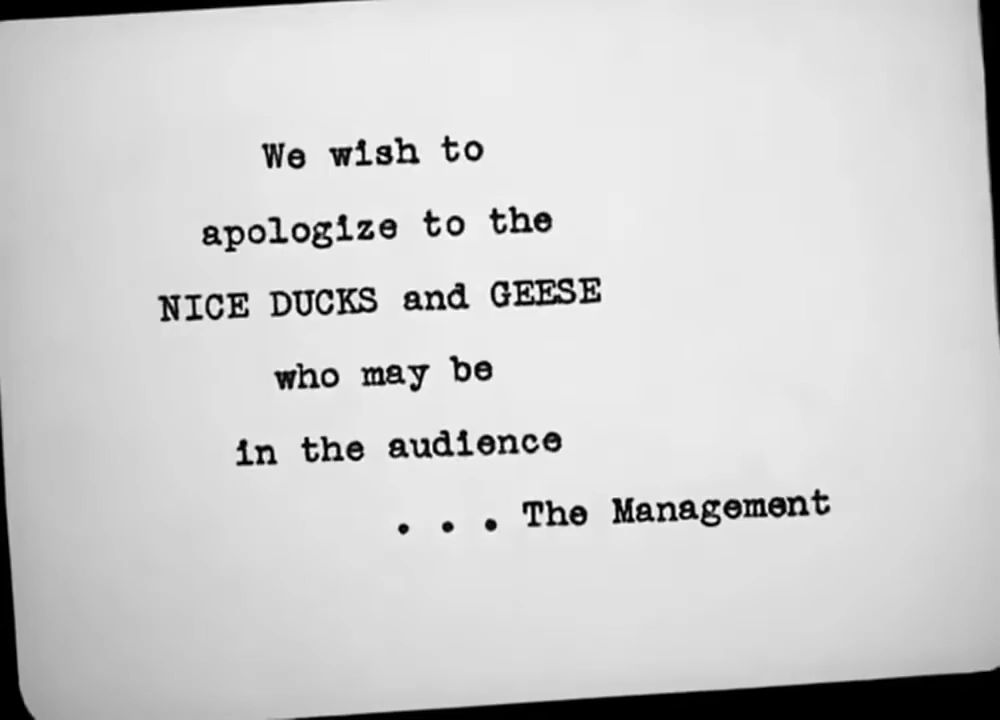 We wish to
apologize to the
NICE DUCKS and GEESE
who may be
in the audience
. . . The Management